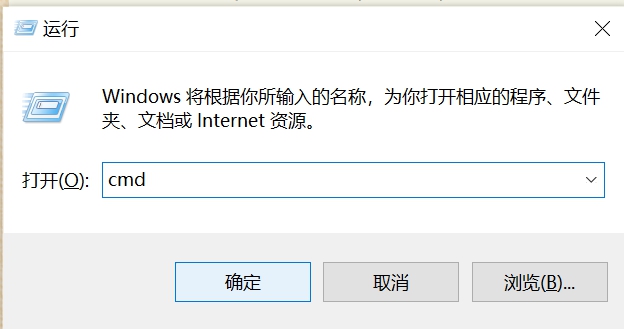 运行
Windows 将根据你所输入的名称，为你打开相应的程序、文件
夹、文档或 Internet 资源。
打开(O): cmd
确定 取消 浏览(B)...